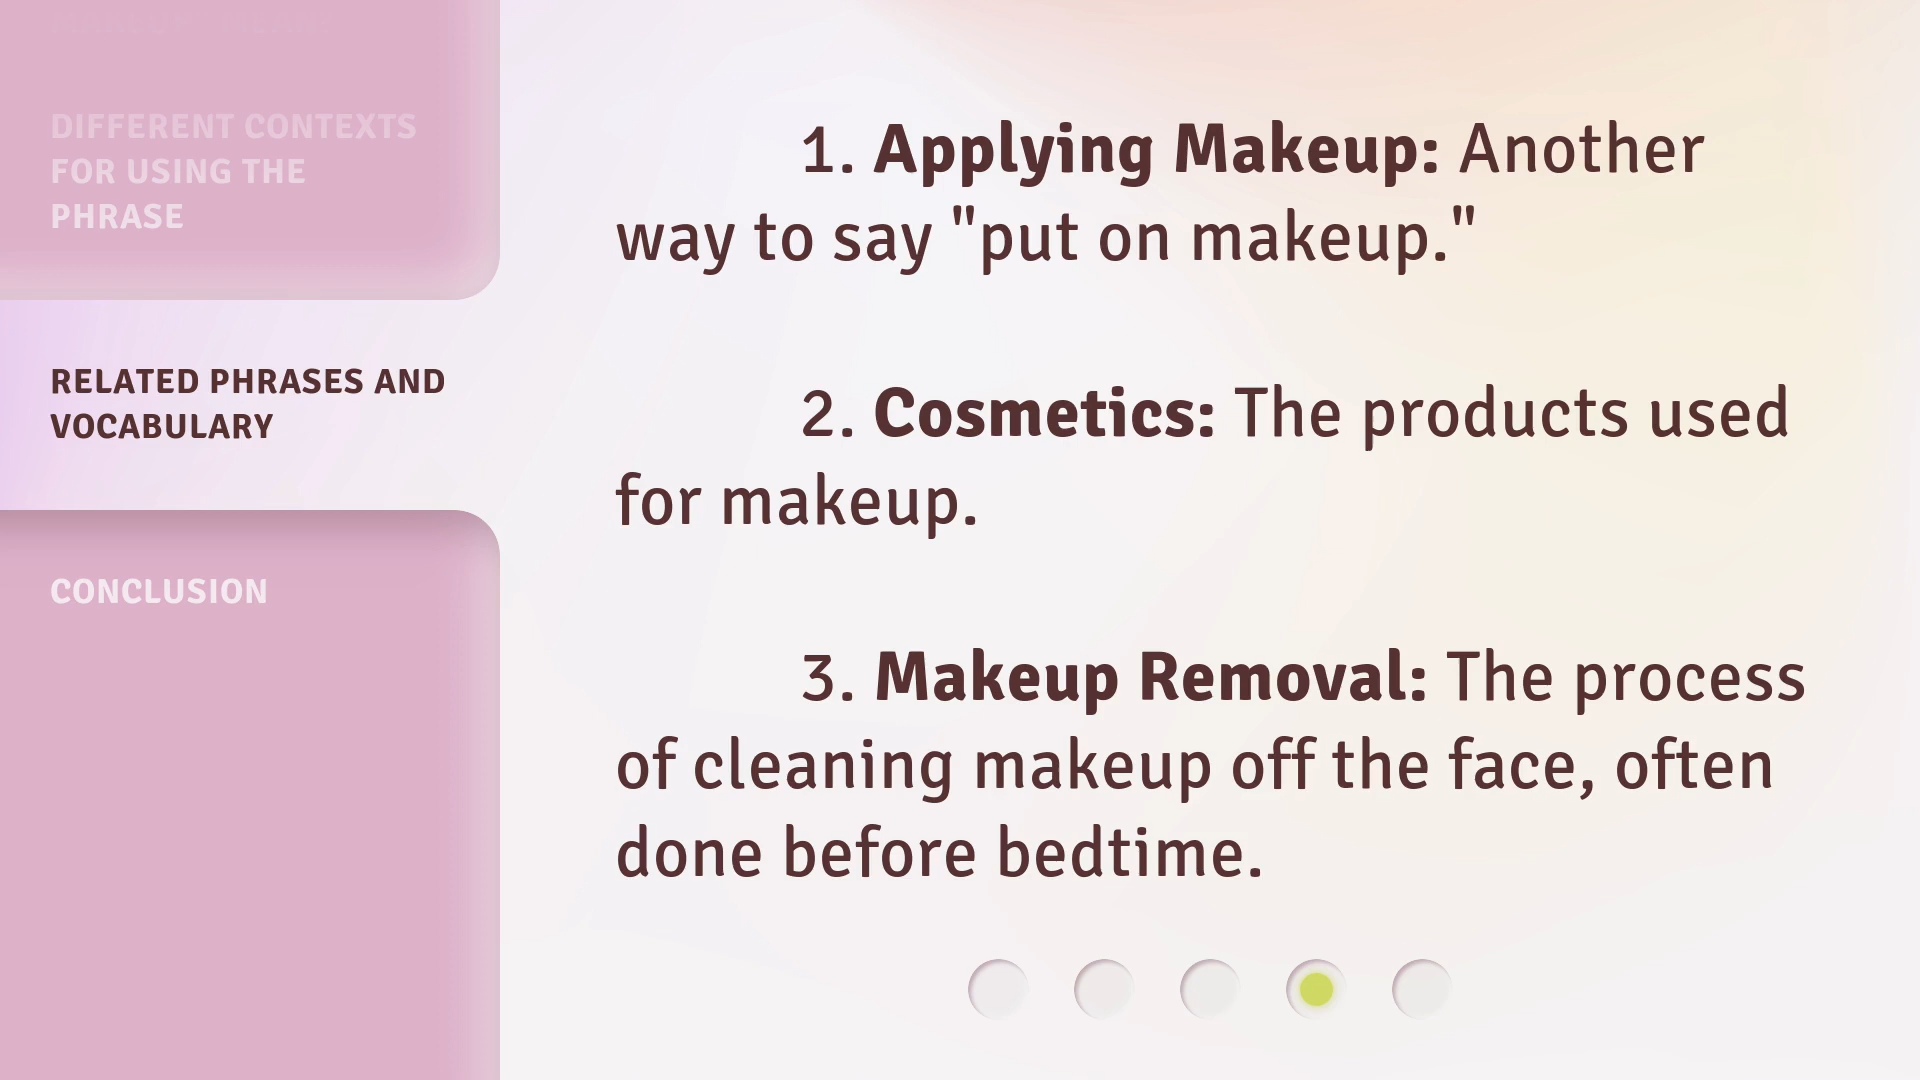 DIFFERENT CONTEXTS
FOR USING THE
PHRASE
RELATED PHRASES AND
VOCABULARY
CONCLUSION
1. Applying Makeup: Another
way to say "put on makeup."
2. Cosmetics: The products used
for makeup.
3. Makeup Removal: The process
of cleaning makeup off the face, often
done before bedtime.